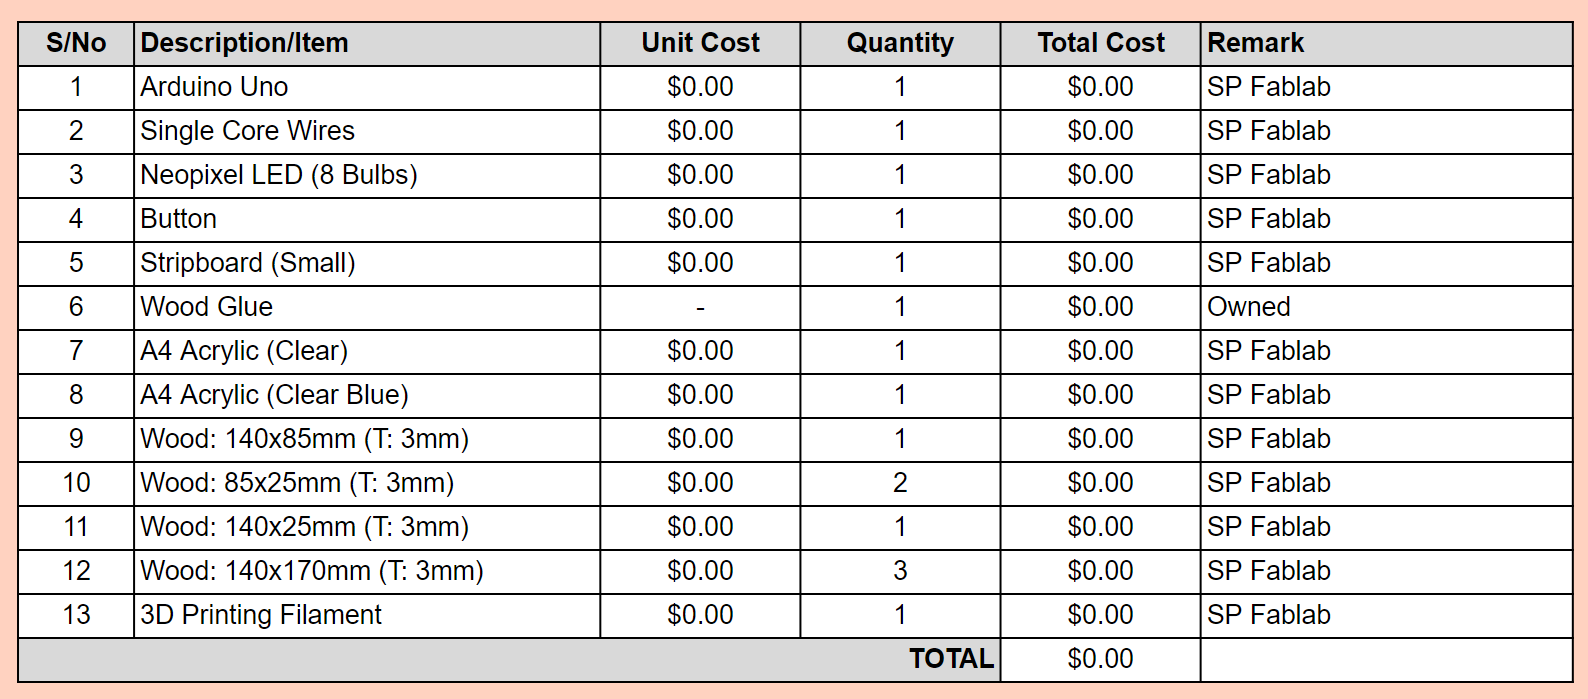 S/No Description/Item Unit Cost Quantity Total Cost Remark
1 Arduino Uno $0.00 1 $0.00 SP Fablab
2 Single Core Wires $0.00 1 $0.00 SP Fablab
3 Neopixel LED (8 Bulbs) $0.00 1 $0.00 SP Fablab
4 Button $0.00 1 $0.00 SP Fablab
5 Stripboard (Small) $0.00 1 $0.00 SP Fablab
6 Wood Glue - 1 $0.00 Owned
7 A4 Acrylic (Clear) $0.00 1 $0.00 SP Fablab
8 A4 Acrylic (Clear Blue) $0.00 1 $0.00 SP Fablab
9 Wood: 140x85mm (T: 3mm) $0.00 1 $0.00 SP Fablab
10 Wood: 85x25mm (T: 3mm) $0.00 2 $0.00 SP Fablab
11 Wood: 140x25mm (T: 3mm) $0.00 1 $0.00 SP Fablab
12 Wood: 140x170mm (T: 3mm) $0.00 3 $0.00 SP Fablab
13 3D Printing Filament $0.00 1 $0.00 SP Fablab
TOTAL $0.00